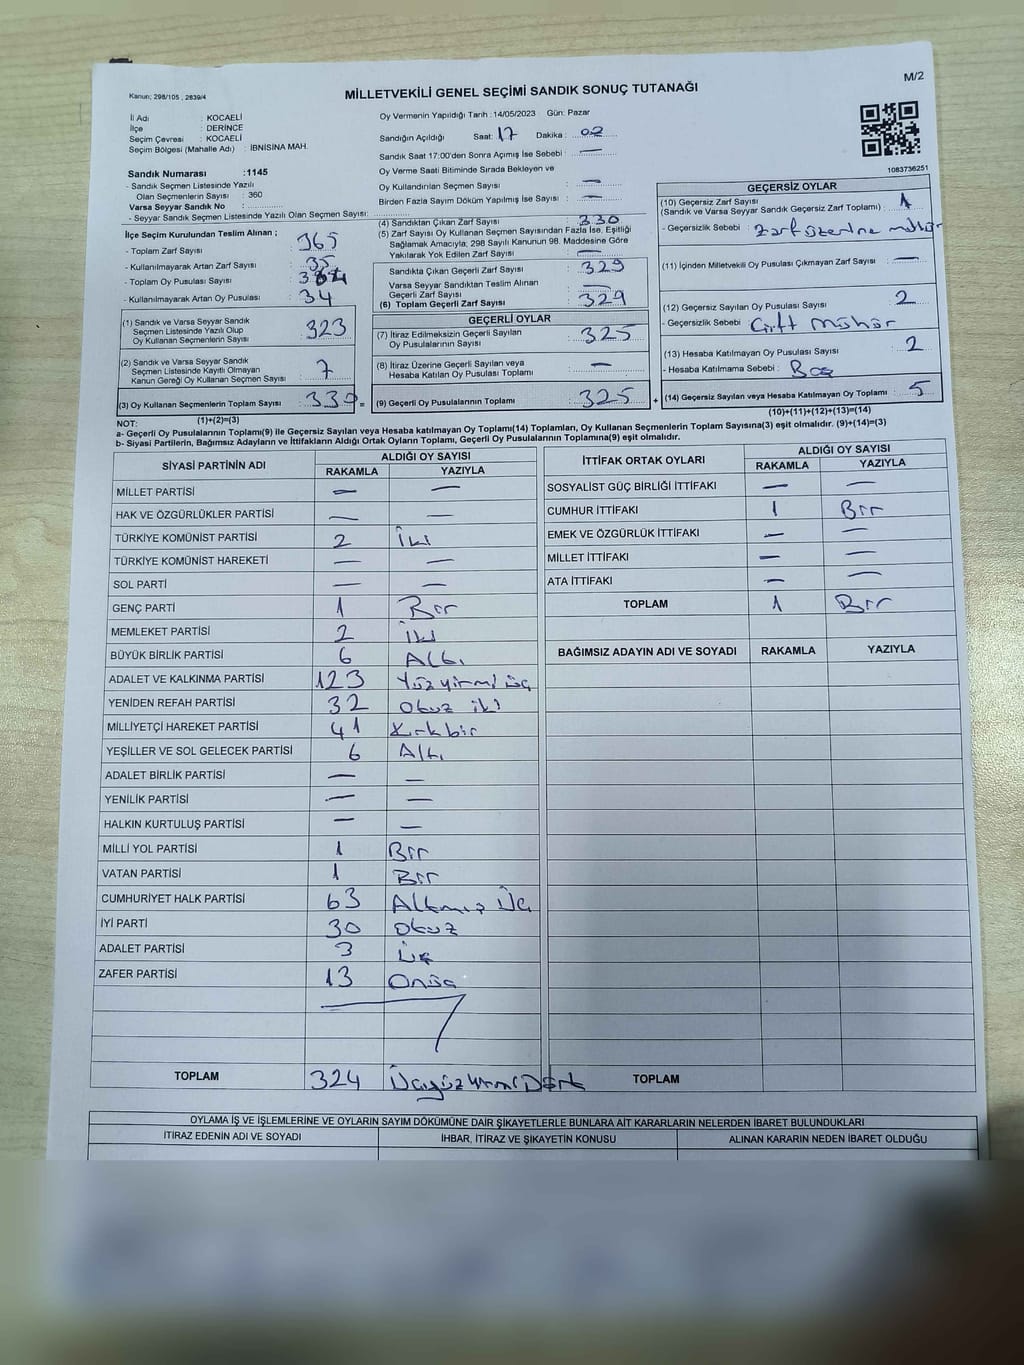 Kanun; 298/105 , 2839/4
MİLLETVEKİLİ GENEL SEÇİMİ SANDIK SONUÇ TUTANAĞI
M/2
İl Adı : KOCAELİ
İlçe : DERİNCE
Seçim Çevresi : KOCAELİ
Seçim Bölgesi (Mahalle Adı) : İBNİSİNA MAH.
Oy Vermenin Yapıldığı Tarih : 14/05/2023 Gün: Pazar
Sandığın Açıldığı Saat: 17 Dakika : 02
Sandık Saat 17:00'den Sonra Açımış İse Sebebi : —
Oy Verme Saati Bitiminde Sırada Bekleyen ve
Oy Kullandırılan Seçmen Sayısı : —
Birden Fazla Sayım Döküm Yapılmış İse Sayısı : —
1083736251
Sandık Numarası :1145
- Sandık Seçmen Listesinde Yazılı
Olan Seçmenlerin Sayısı : 360
Varsa Seyyar Sandık No :
- Seyyar Sandık Seçmen Listesinde Yazılı Olan Seçmen Sayısı:
İlçe Seçim Kurulundan Teslim Alınan ;
- Toplam Zarf Sayısı : 365
- Kullanılmayarak Artan Zarf Sayısı : 35
- Toplam Oy Pusulası :
- Kullanılmayarak Artan Oy Pusulası : 34
(1) Sandık ve Varsa Seyyar Sandık
Seçmen Listesinde Yazılı Olup
Oy Kullanan Seçmenlerin Sayısı : 323
(2) Sandık ve Varsa Seyyar Sandık
Seçmen Listesinde Kayıtlı Olmayan
Kanun Gereği Oy Kullanan Seçmen Sayısı : 7
(3) Oy Kullanan Seçmenlerin Toplam Sayısı : 330 =
(4) Sandıktan Çıkan Zarf Sayısı : 330
(5) Zarf Sayısı Oy Kullanan Seçmen Sayısından Fazla İse, Eşitliği
Sağlamak Amacıyla, 298 Sayılı Kanunun 98. Maddesine Göre
Yakılarak Yok Edilen Zarf Sayısı : —
Sandıkta Çıkan Geçerli Zarf Sayısı : 329
Varsa Seyyar Sandıktan Teslim Alınan
Geçerli Zarf Sayısı : —
(6) Toplam Geçerli Zarf Sayısı : 329
GEÇERLİ OYLAR
(7) İtiraz Edilmeksizin Geçerli Sayılan
Oy Pusulalarının Sayısı : 325
(8) İtiraz Üzerine Geçerli Sayılan veya
Hesaba Katılan Oy Pusulası Toplamı : —
(9) Geçerli Oy Pusulalarının Toplamı : 325 +
GEÇERSİZ OYLAR
(10) Geçersiz Zarf Sayısı
(Sandık ve Varsa Seyyar Sandık Geçersiz Zarf Toplamı) : 1
- Geçersizlik Sebebi : Zarf üzerine mühür
(11) İçinden Milletvekili Oy Pusulası Çıkmayan Zarf Sayısı : —
(12) Geçersiz Sayılan Oy Pusulası Sayısı : 2
- Geçersizlik Sebebi : Çift Mühür
(13) Hesaba Katılmayan Oy Pusulası Sayısı : 2
- Hesaba Katılmama Sebebi : Boş
(14) Geçersiz Sayılan veya Hesaba Katılmayan Oy Toplamı : 5
(10)+(11)+(12)+(13)=(14)
NOT: (1)+(2)=(3)
a- Geçerli Oy Pusulalarının Toplamı(9) ile Geçersiz Sayılan veya Hesaba katılmayan Oy Toplamı(14) Toplamları, Oy Kullanan Seçmenlerin Toplam Sayısına(3) eşit olmalıdır. (9)+(14)=(3)
b- Siyasi Partilerin, Bağımsız Adayların ve İttifakların Aldığı Ortak Oyların Toplamı, Geçerli Oy Pusulalarının Toplamına(9) eşit olmalıdır.
SİYASİ PARTİNİN ADI ALDIĞI OY SAYISI
RAKAMLA YAZIYLA
MİLLET PARTİSİ — —
HAK VE ÖZGÜRLÜKLER PARTİSİ — —
TÜRKİYE KOMÜNİST PARTİSİ 2 İki
TÜRKİYE KOMÜNİST HAREKETİ — —
SOL PARTİ — —
GENÇ PARTİ 1 Bir
MEMLEKET PARTİSİ 2 İki
BÜYÜK BİRLİK PARTİSİ 6 Altı
ADALET VE KALKINMA PARTİSİ 123 Yüzyirmi üç
YENİDEN REFAH PARTİSİ 32 Otuz iki
MİLLİYETÇİ HAREKET PARTİSİ 41 Kırkbir
YEŞİLLER VE SOL GELECEK PARTİSİ 6 Altı
ADALET BİRLİK PARTİSİ — —
YENİLİK PARTİSİ — —
HALKIN KURTULUŞ PARTİSİ — —
MİLLİ YOL PARTİSİ 1 Bir
VATAN PARTİSİ 1 Bir
CUMHURİYET HALK PARTİSİ 63 Altmış Üç
İYİ PARTİ 30 Otuz
ADALET PARTİSİ 3 Üç
ZAFER PARTİSİ 13 Onüç
TOPLAM 324 ÜçyüzYirmiDört
İTTİFAK ORTAK OYLARI ALDIĞI OY SAYISI
RAKAMLA YAZIYLA
SOSYALİST GÜÇ BİRLİĞİ İTTİFAKI — —
CUMHUR İTTİFAKI 1 Bir
EMEK VE ÖZGÜRLÜK İTTİFAKI — —
MİLLET İTTİFAKI — —
ATA İTTİFAKI — —
TOPLAM 1 Bir
BAĞIMSIZ ADAYIN ADI VE SOYADI RAKAMLA YAZIYLA
TOPLAM
OYLAMA İŞ VE İŞLEMLERİNE VE OYLARIN SAYIM DÖKÜMÜNE DAİR ŞİKAYETLERLE BUNLARA AİT KARARLARIN NELERDEN İBARET BULUNDUKLARI
İTİRAZ EDENİN ADI VE SOYADI İHBAR, İTİRAZ VE ŞİKAYETİN KONUSU ALINAN KARARIN NEDEN İBARET OLDUĞU